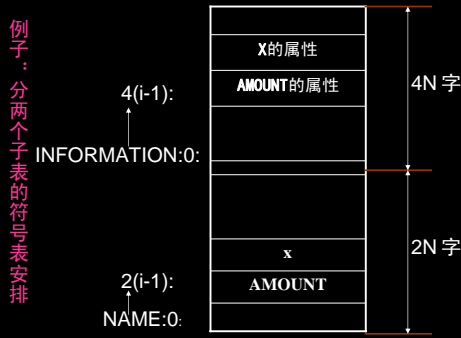 例子：分两个子表的符号表安排
X的属性
AMOUNT的属性
4(i-1):
4N 字
INFORMATION:0:
x
2N 字
2(i-1):
AMOUNT
NAME:0: